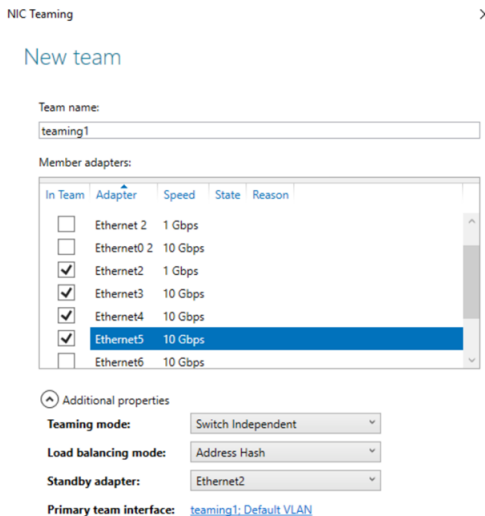 NIC Teaming
New team
Team name:
teaming1
Member adapters:
In Team Adapter Speed State Reason
Ethernet 2 1 Gbps
Ethernet0 2 10 Gbps
Ethernet2 1 Gbps
Ethernet3 10 Gbps
Ethernet4 10 Gbps
Ethernet5 10 Gbps
Ethernet6 10 Gbps
Additional properties
Teaming mode: Switch Independent
Load balancing mode: Address Hash
Standby adapter: Ethernet2
Primary team interface: teaming1; Default VLAN